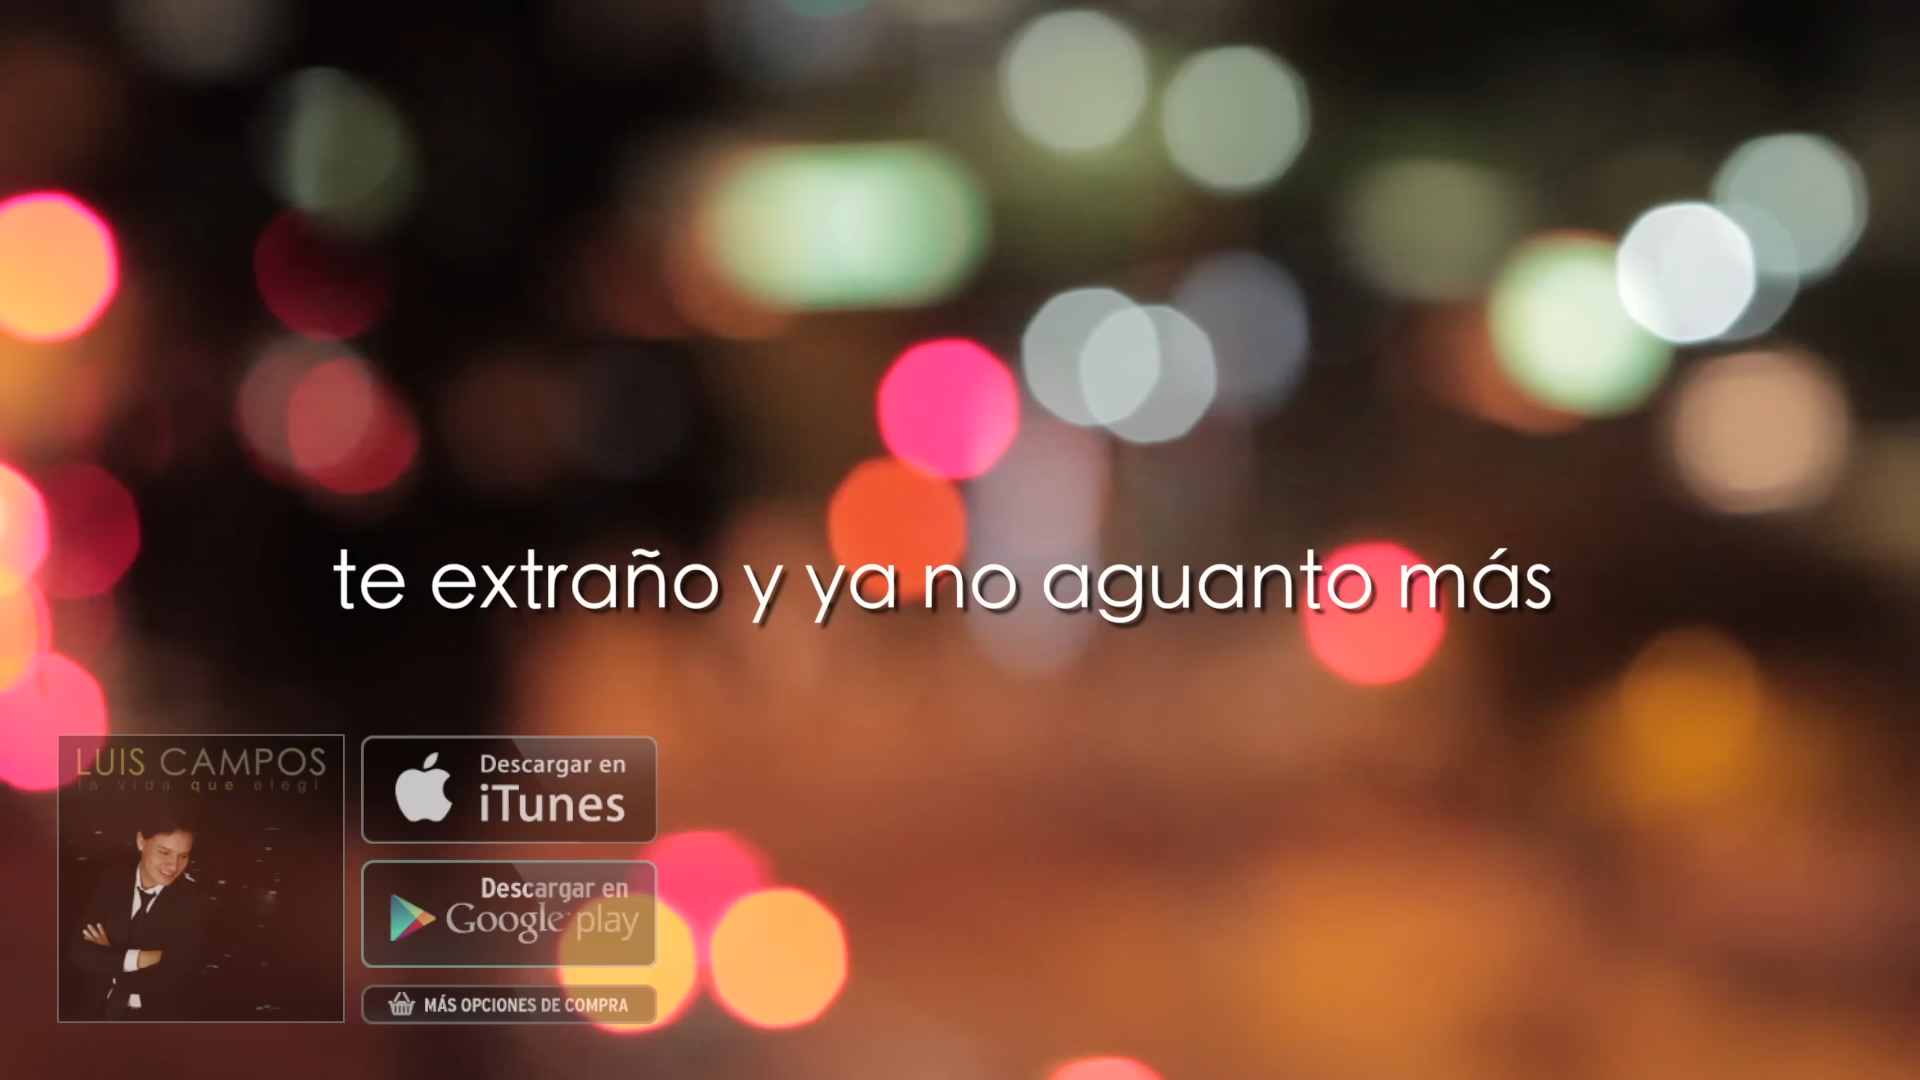 te extraño y ya no aguanto más
LUIS CAMPOS
la vida que elegí
Descargar en
iTunes
Descargar en
Google play
MÁS OPCIONES DE COMPRA